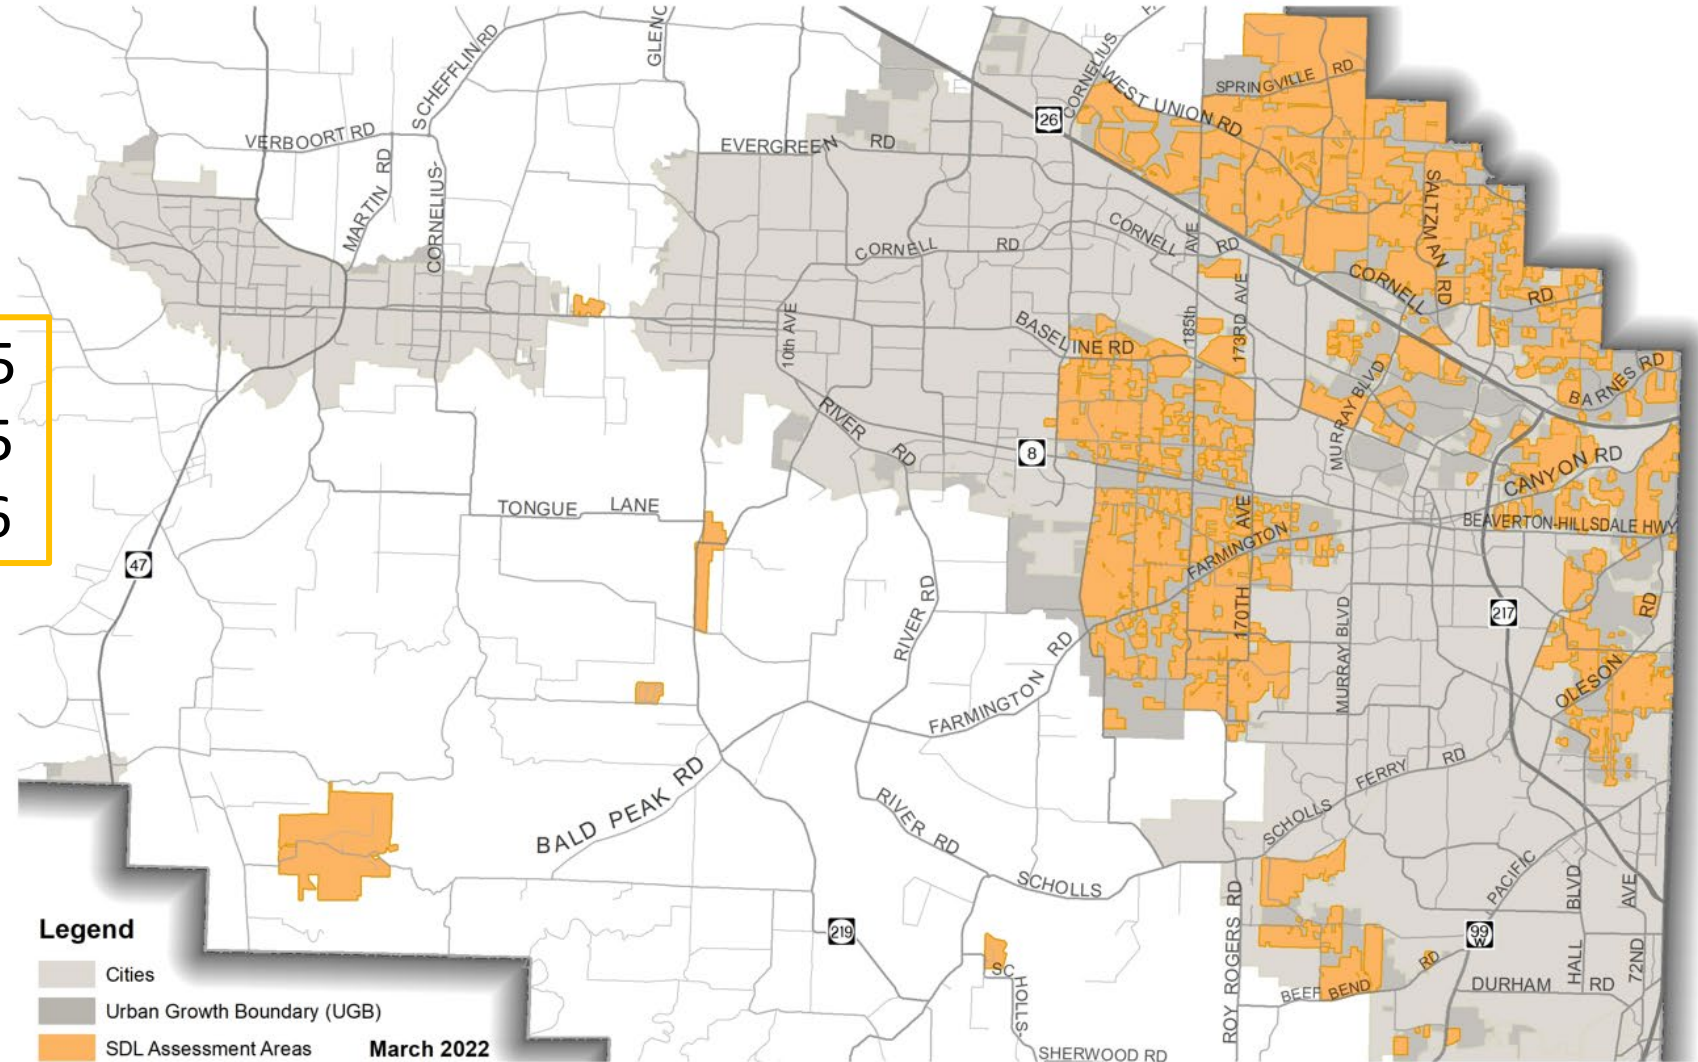 GLENC
CORNELIUS
P
SCHEFFLIN RD
SPRINGVILLE RD
WEST UNION RD
26
VERBOORT RD
EVERGREEN RD
MARTIN RD
CORNELIUS-
SALTZMAN RD
CORNELL RD
CORNELL RD
AVE
185th
173RD AVE
CORNELL RD
10th AVE
BASELINE RD
5
5
6
BARNES RD
MURRAY BLVD
RIVER RD
8
CANYON RD
TONGUE LANE
BEAVERTON-HILLSDALE HWY
47
FARMINGTON
170TH AVE
RIVER RD
217
MURRAY BLVD
RD
OLESON
FARMINGTON RD
BALD PEAK RD
RIVER RD
SCHOLLS FERRY RD
SCHOLLS
PACIFIC
BLVD
HALL
AVE
72ND
Legend
219
ROY ROGERS RD
99
W
RD
SCHOLLS-
BEEF BEND
DURHAM RD
Cities
Urban Growth Boundary (UGB)
SDL Assessment Areas
March 2022
SHERWOOD RD